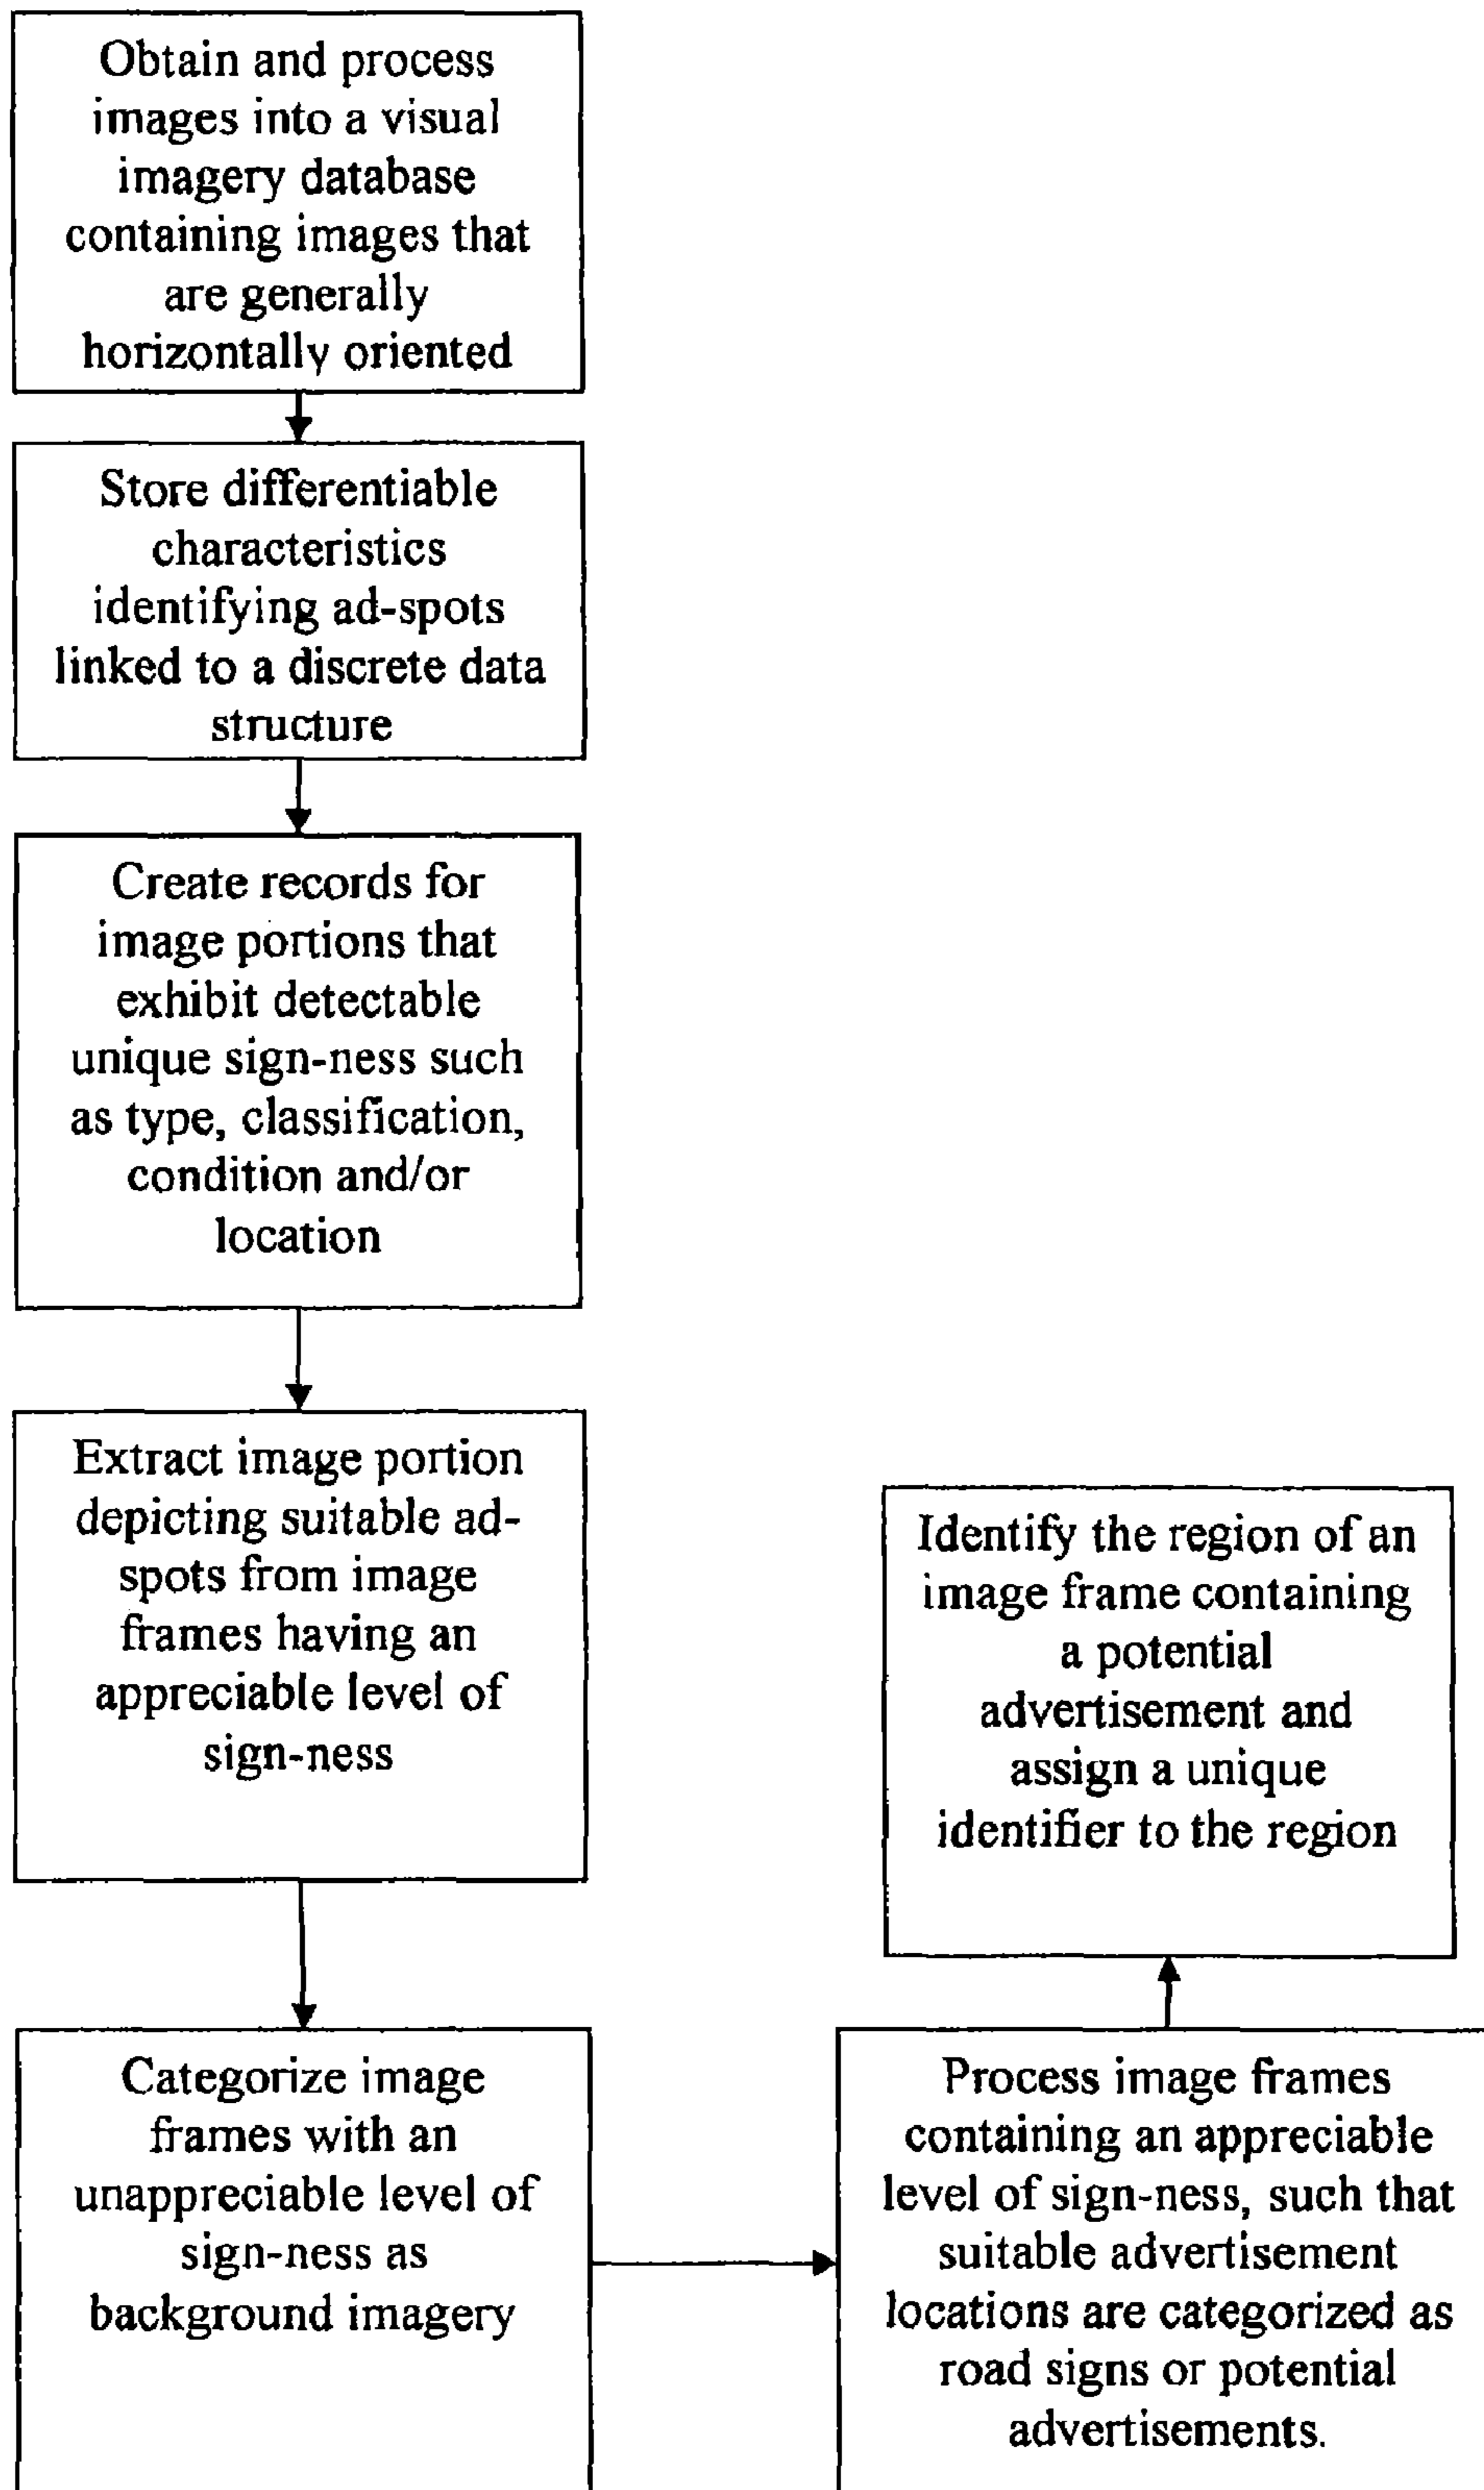 Obtain and process
images into a visual
imagery database
containing images that
are generally
horizontally oriented
Store differentiable
characteristics
identifying ad-spots
linked to a discrete data
structure
Create records for
image portions that
exhibit detectable
unique sign-ness such
as type, classification,
condition and/or
location
Extract image portion
depicting suitable ad-
spots from image
frames having an
appreciable level of
sign-ness
Categorize image
frames with an
unappreciable level of
sign-ness as
background imagery
Process image frames
containing an appreciable
level of sign-ness, such that
suitable advertisement
locations are categorized as
road signs or potential
advertisements.
Identify the region of an
image frame containing
a potential
advertisement and
assign a unique
identifier to the region